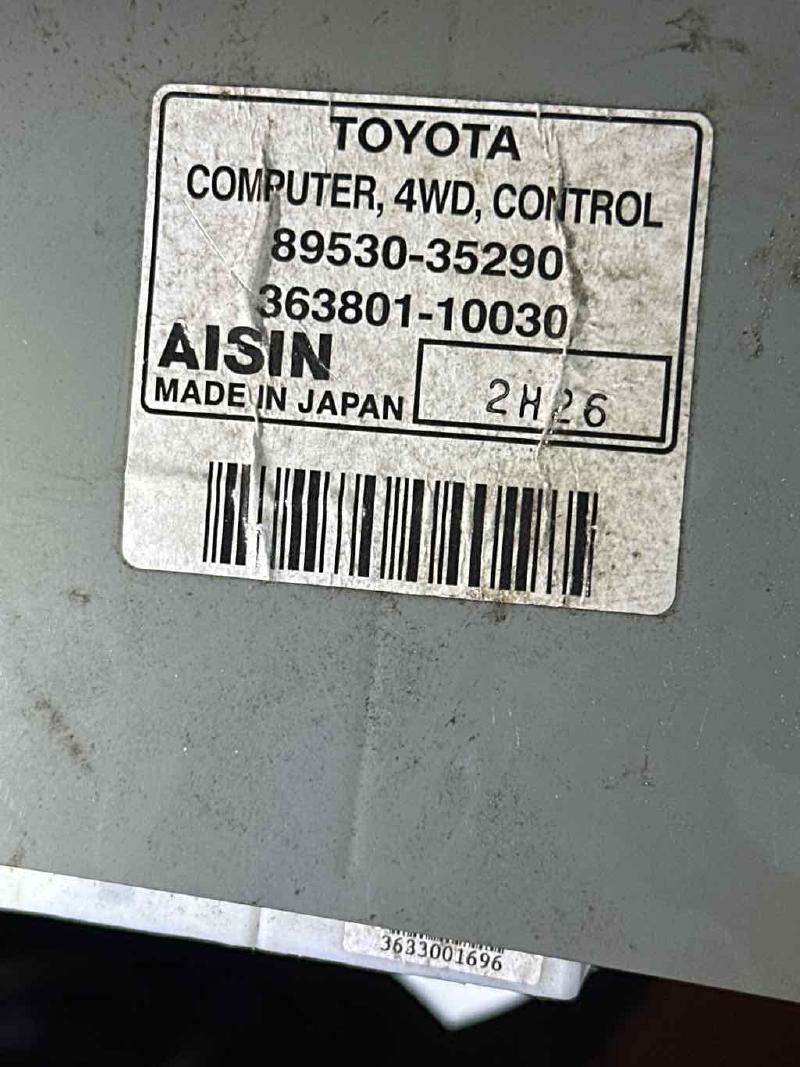 TOYOTA
COMPUTER, 4WD, CONTROL
89530-35290
363801-10030
AISIN
MADE IN JAPAN
2H26
3633001696